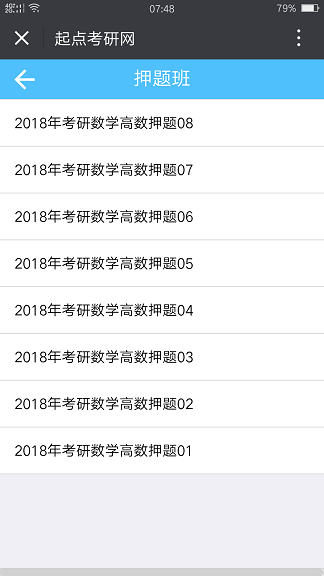 07:48
79%
起点考研网
押题班
2018年考研数学高数押题08
2018年考研数学高数押题07
2018年考研数学高数押题06
2018年考研数学高数押题05
2018年考研数学高数押题04
2018年考研数学高数押题03
2018年考研数学高数押题02
2018年考研数学高数押题01